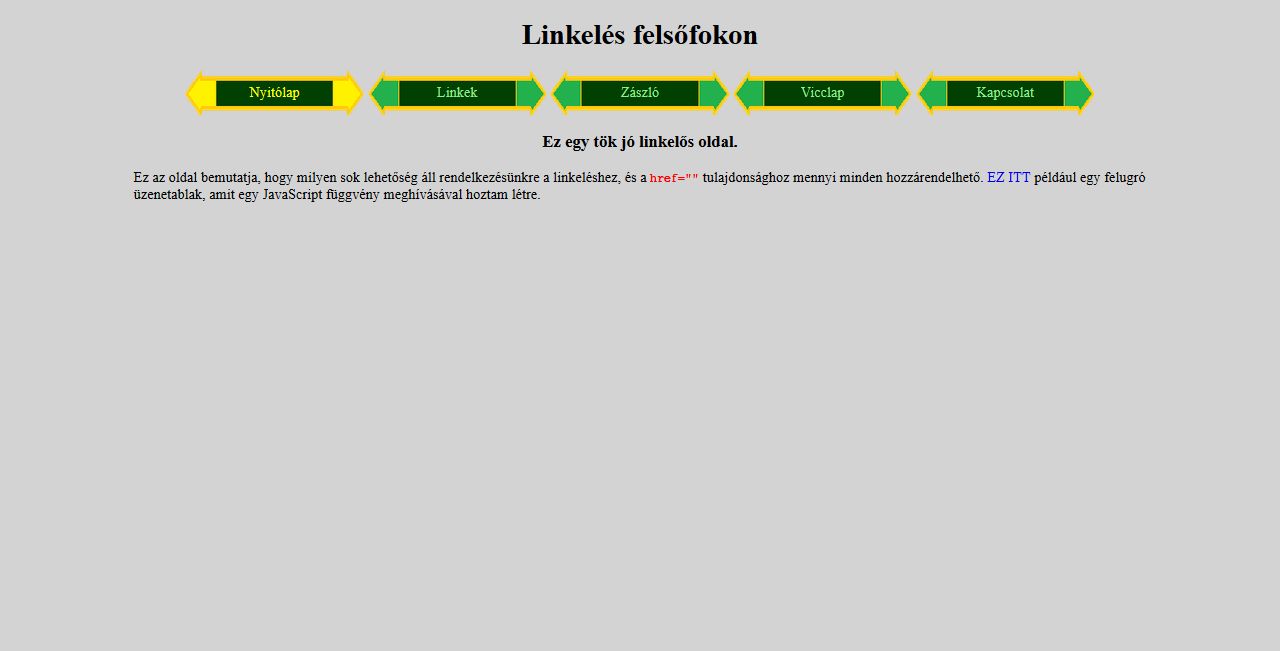 Linkelés felsőfokon
Nyitólap Linkek Zászló Vicclap Kapcsolat
Ez egy tök jó linkelős oldal.
Ez az oldal bemutatja, hogy milyen sok lehetőség áll rendelkezésünkre a linkeléshez, és a href="" tulajdonsághoz mennyi minden hozzárendelhető. EZ ITT például egy felugró
üzenetablak, amit egy JavaScript függvény meghívásával hoztam létre.